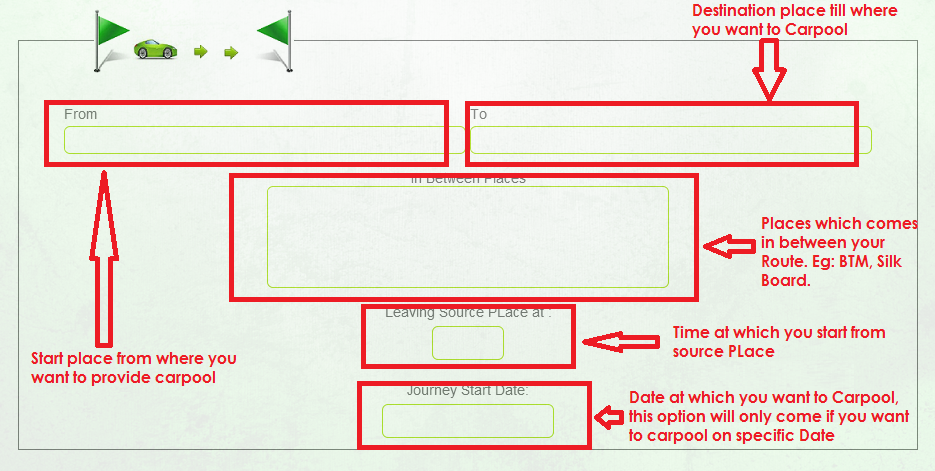 Destination place till where
you want to Carpool
From
To
In Between Places
Places which comes
in between your
Route. Eg: BTM, Silk
Board.
Leaving Source PLace at :
Time at which you start from
source PLace
Start place from where you
want to provide carpool
Journey Start Date:
Date at which you want to Carpool,
this option will only come if you want
to carpool on specific Date